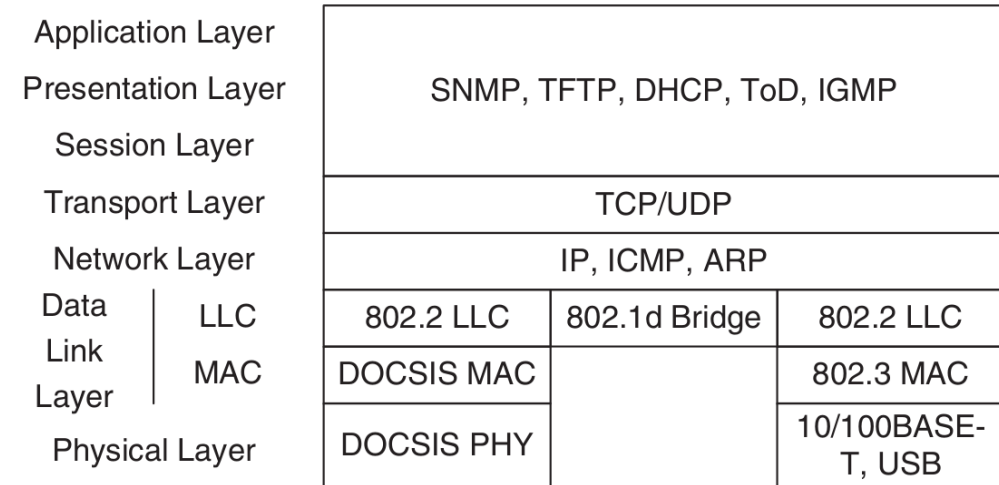 Application Layer
Presentation Layer
SNMP, TFTP, DHCP, ToD, IGMP
Session Layer
Transport Layer
TCP/UDP
Network Layer
IP, ICMP, ARP
Data
Link
Layer
LLC
802.2 LLC
802.1d Bridge
802.2 LLC
MAC
DOCSIS MAC
802.3 MAC
Physical Layer
DOCSIS PHY
10/100BASE-
T, USB